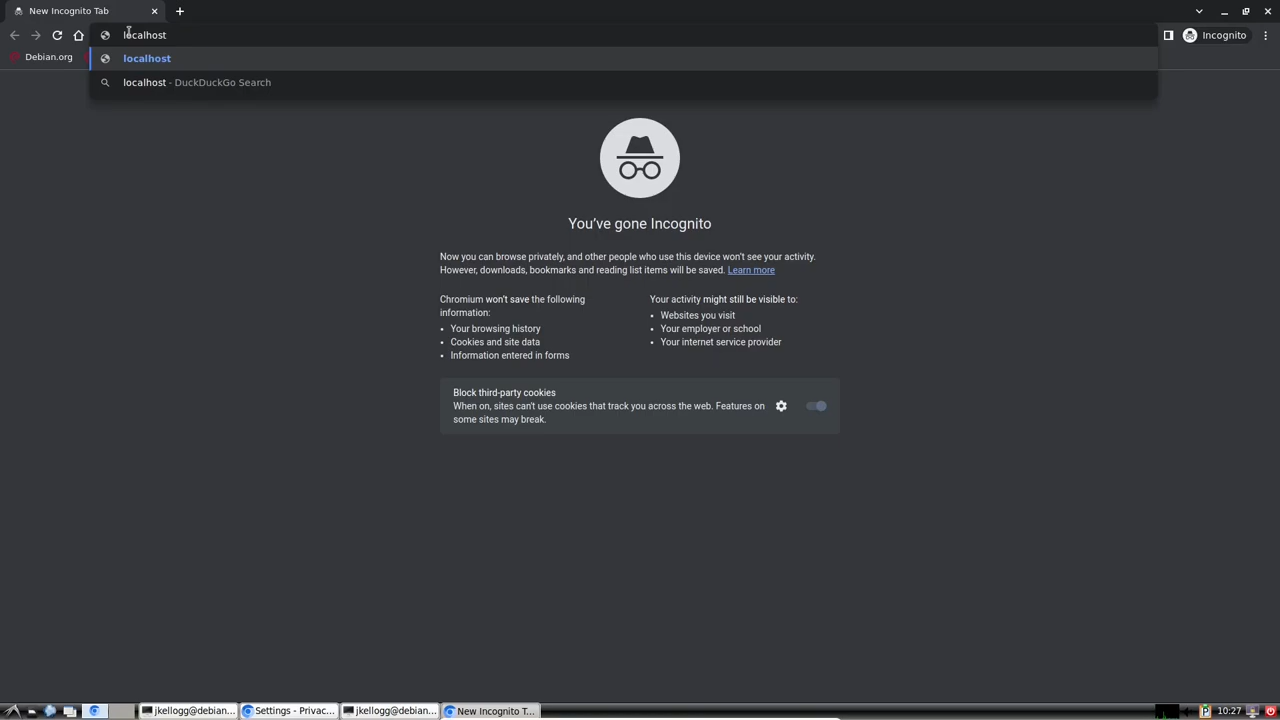 New Incognito Tab
localhost
Incognito
Debian.org
localhost
localhost - DuckDuckGo Search
You've gone Incognito
Now you can browse privately, and other people who use this device won't see your activity.
However, downloads, bookmarks and reading list items will be saved. Learn more
Chromium won't save the following
information:
• Your browsing history
• Cookies and site data
• Information entered in forms
Your activity might still be visible to:
• Websites you visit
• Your employer or school
• Your internet service provider
Block third-party cookies
When on, sites can't use cookies that track you across the web. Features on
some sites may break.
jkellogg@debian...
Settings - Privac...
jkellogg@debian...
New Incognito T...
10:27